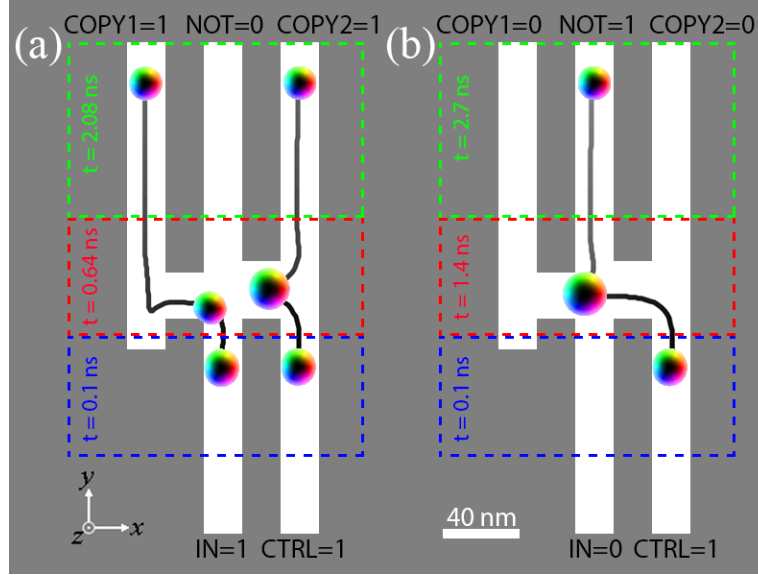 COPY1=1 NOT=0 COPY2=1
(a)
t = 2.08 ns
t = 0.64 ns
t = 0.1 ns
y
z x
IN=1 CTRL=1
COPY1=0 NOT=1 COPY2=0
(b)
t = 2.7 ns
t = 1.4 ns
t = 0.1 ns
40 nm
IN=0 CTRL=1